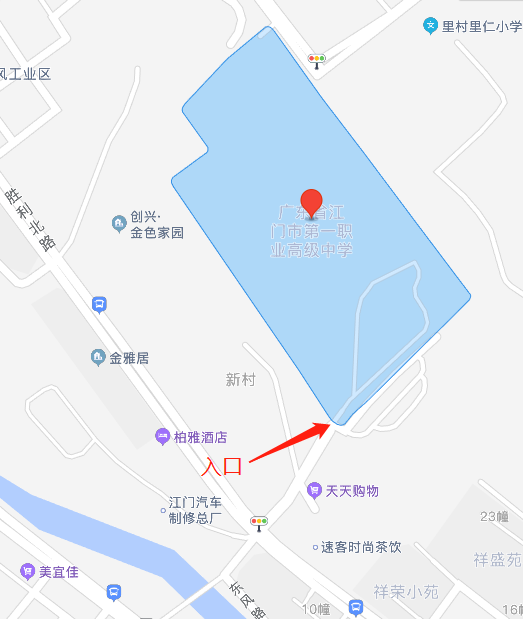 里村里仁小学
风工业区
胜利北路
创兴·
金色家园
广东省江
门市第一职
业高级中学
金雅居
新村
柏雅酒店
入口
天天购物
江门汽车
制修总厂
23幢
速客时尚茶饮
祥盛苑
美宜佳
东风路
祥荣小苑
10幢
16幢